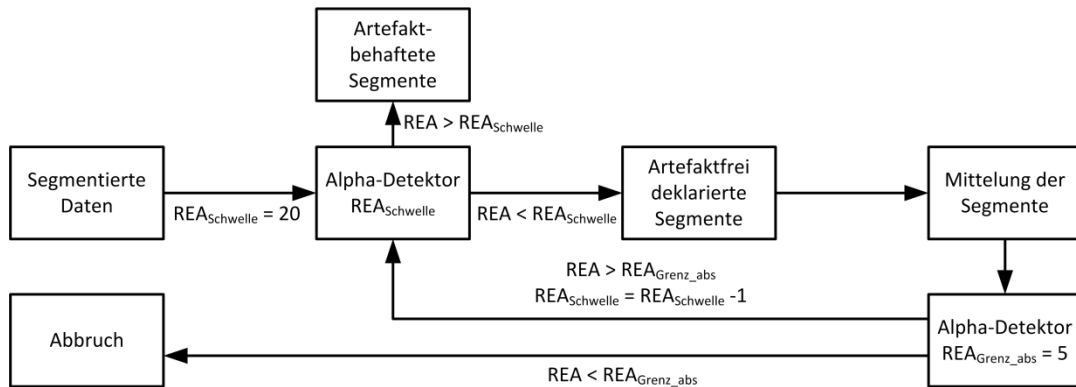 Artefakt-
behaftete
Segmente
REA > REA_Schwelle
Segmentierte
Daten
REA_Schwelle = 20
Alpha-Detektor
REA_Schwelle
REA < REA_Schwelle
Artefaktfrei
deklarierte
Segmente
Mittelung der
Segmente
REA > REA_Grenz_abs
REA_Schwelle = REA_Schwelle -1
Alpha-Detektor
REA_Grenz_abs = 5
Abbruch
REA < REA_Grenz_abs